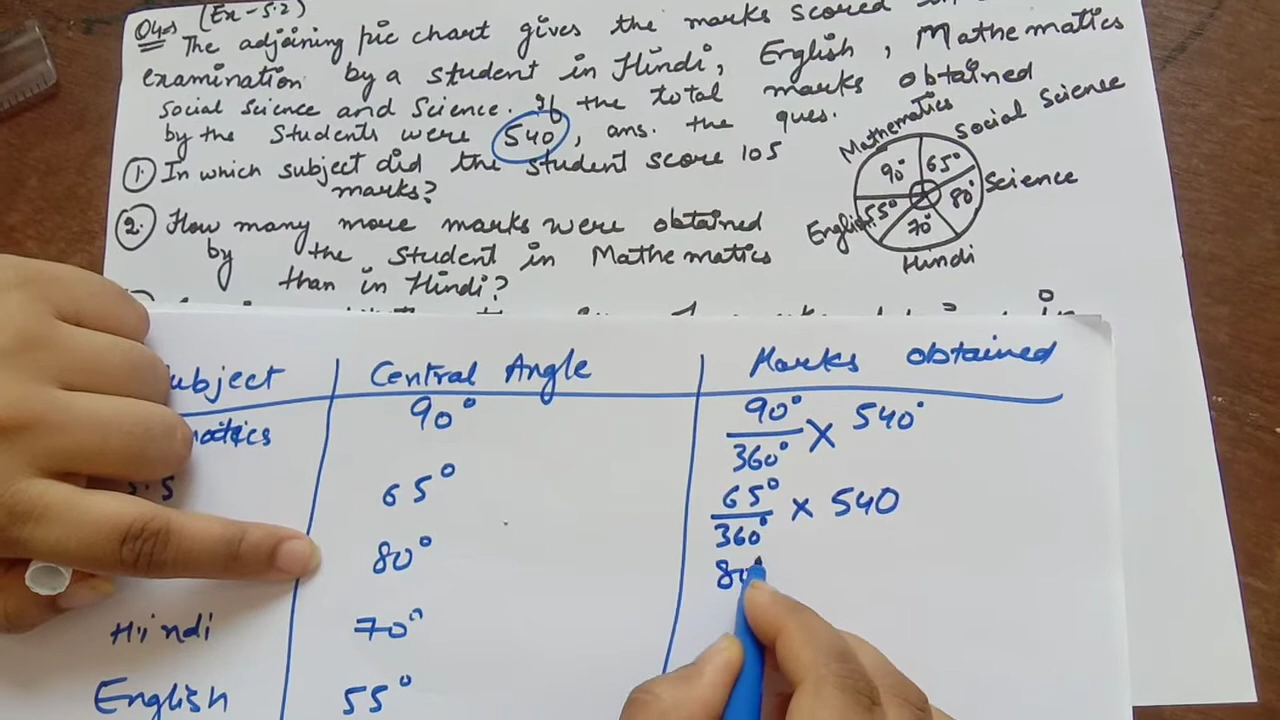 Q4⇒ (Ex-5.2)
The adjoining pie chart gives the marks scored in
examination by a student in Hindi, English, Mathematics
Social Science and Science. If the total marks obtained
by the students were 540, ans. the ques.
1. In which subject did the student score 105
marks?
2. How many more marks were obtained
by the student in Mathematics
than in Hindi?
Mathematics
Social Science
90° 65°
Science
80°
English 55°
70°
Hindi
ubject Central Angle Marks obtained
matics 90° 90°/360° × 540°
S.S 65° 65°/360° × 540
80° 80
Hindi 70°
English 55°